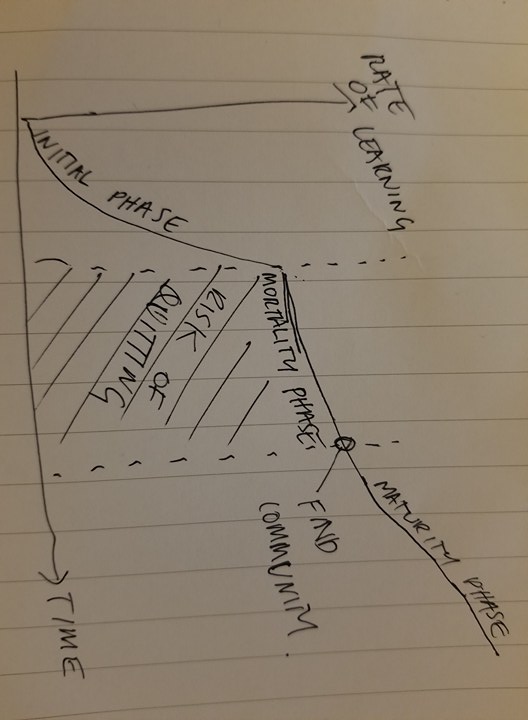 RATE
OF LEARNING
INITIAL PHASE
MORTALITY PHASE
RISK OF
QUITTING
MATURITY PHASE
FIND
COMMUNITY.
TIME